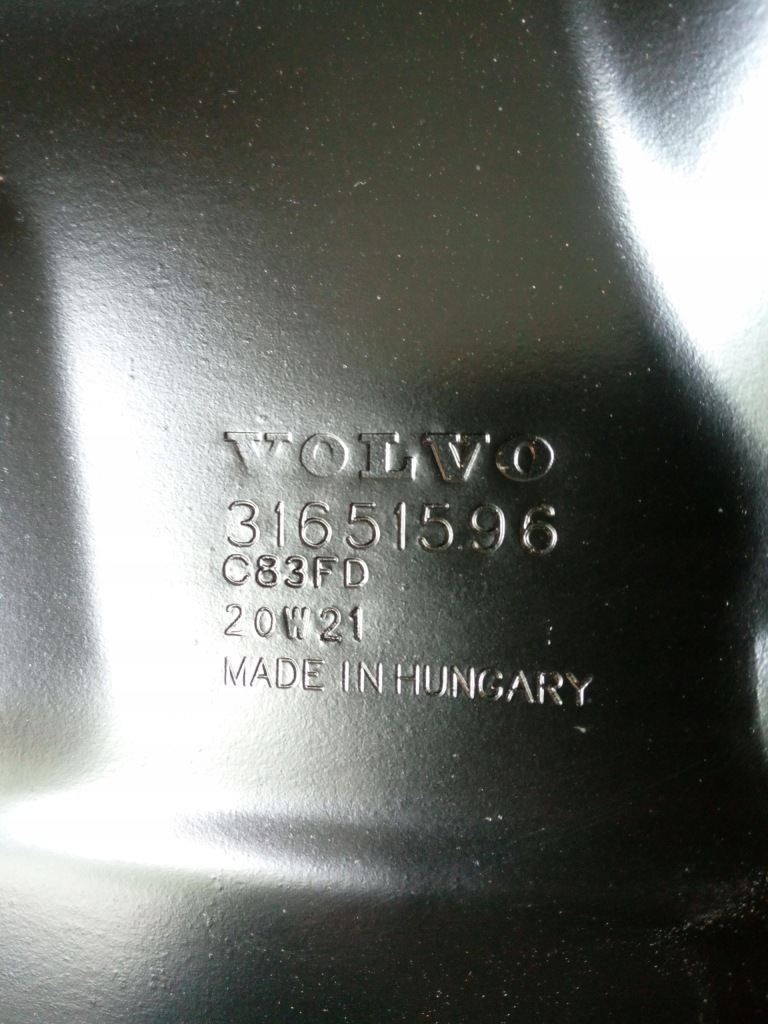 VOLVO
31651596
C83FD
20W21
MADE IN HUNGARY